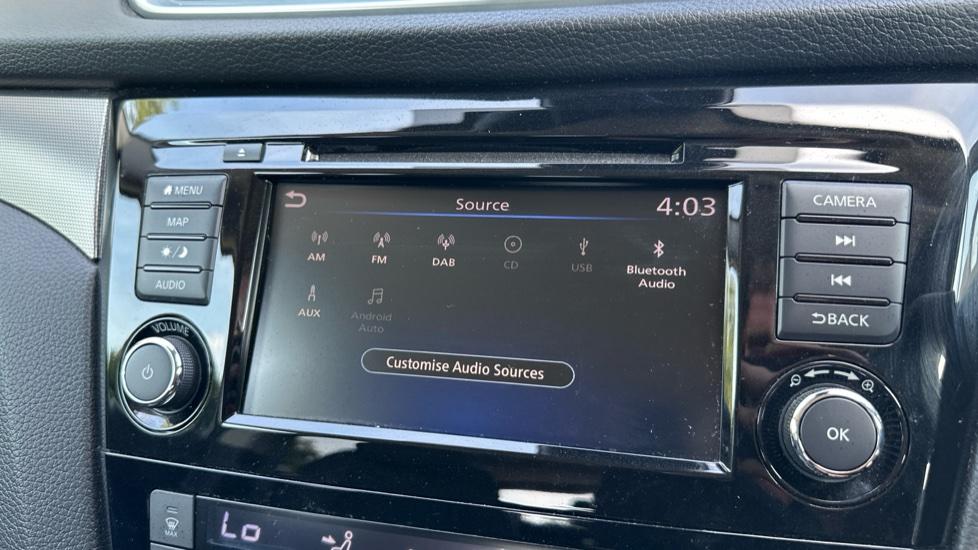 MENU
MAP
AUDIO
VOLUME
Source
4:03
AM
FM
DAB
CD
USB
Bluetooth
Audio
AUX
Android
Auto
Customise Audio Sources
CAMERA
BACK
OK
MAX
Lo